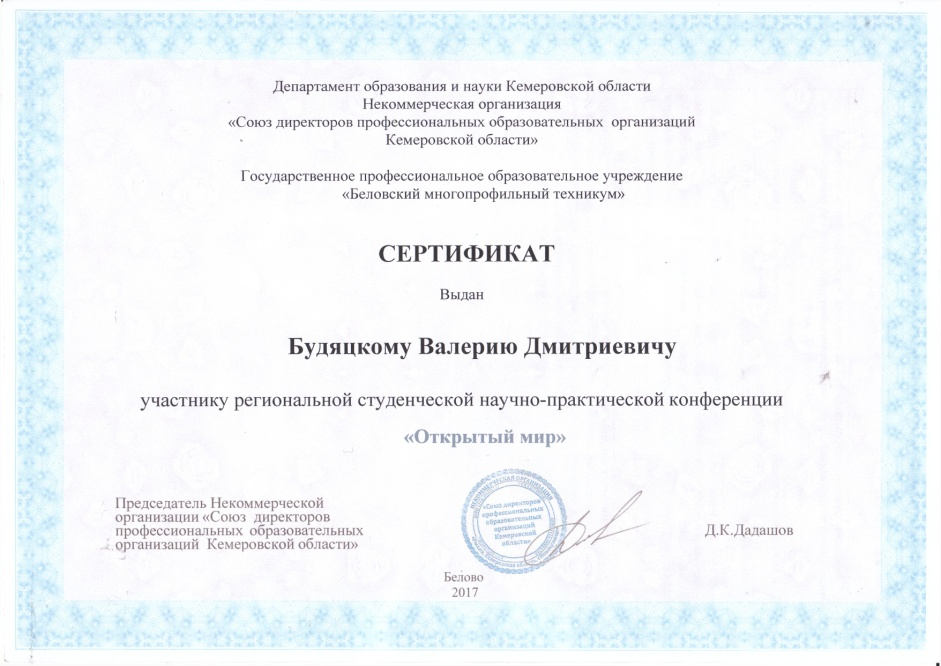 Департамент образования и науки Кемеровской области
Некоммерческая организация
«Союз директоров профессиональных образовательных организаций
Кемеровской области»
Государственное профессиональное образовательное учреждение
«Беловский многопрофильный техникум»
СЕРТИФИКАТ
Выдан
Будяцкому Валерию Дмитриевичу
участнику региональной студенческой научно-практической конференции
«Открытый мир»
Председатель Некоммерческой
организации «Союз директоров
профессиональных образовательных
организаций Кемеровской области»
НЕКОММЕРЧЕСКАЯ ОРГАНИЗАЦИЯ
«Союз директоров
профессиональных
образовательных
организаций
Кемеровской
области»
Д.К.Дадашов
Белово
2017